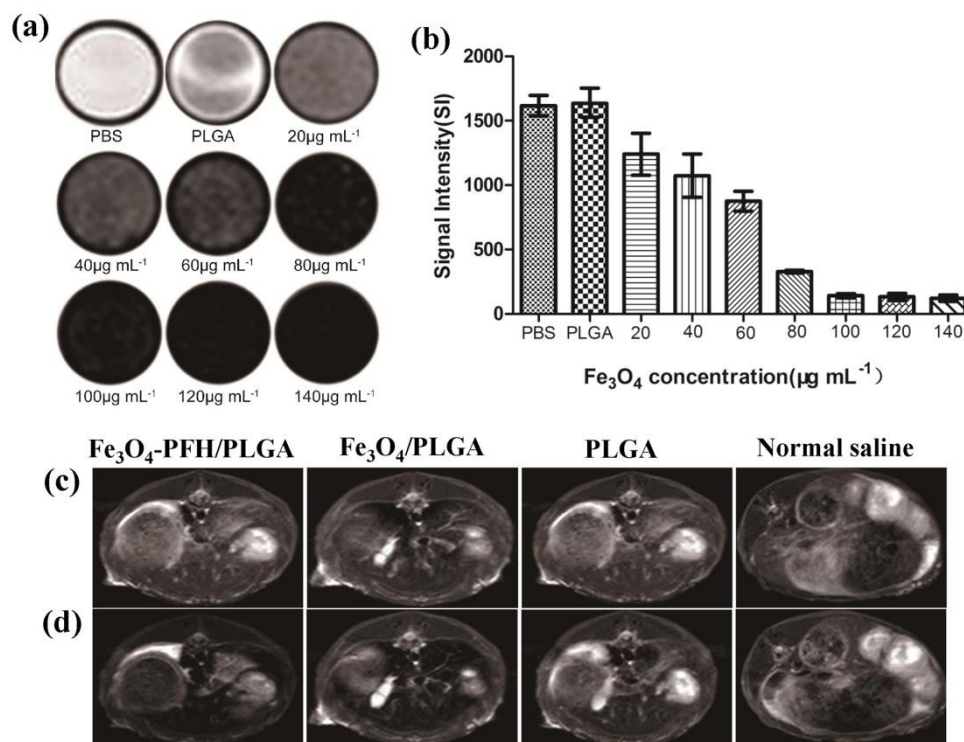 (a)
PBS
PLGA
20µg mL⁻¹
40µg mL⁻¹
60µg mL⁻¹
80µg mL⁻¹
100µg mL⁻¹
120µg mL⁻¹
140µg mL⁻¹
(b)
Signal Intensity(SI)
2000
1500
1000
500
0
PBS PLGA 20 40 60 80 100 120 140
Fe₃O₄ concentration(µg mL⁻¹）
Fe₃O₄-PFH/PLGA Fe₃O₄/PLGA PLGA Normal saline
(c)
(d)